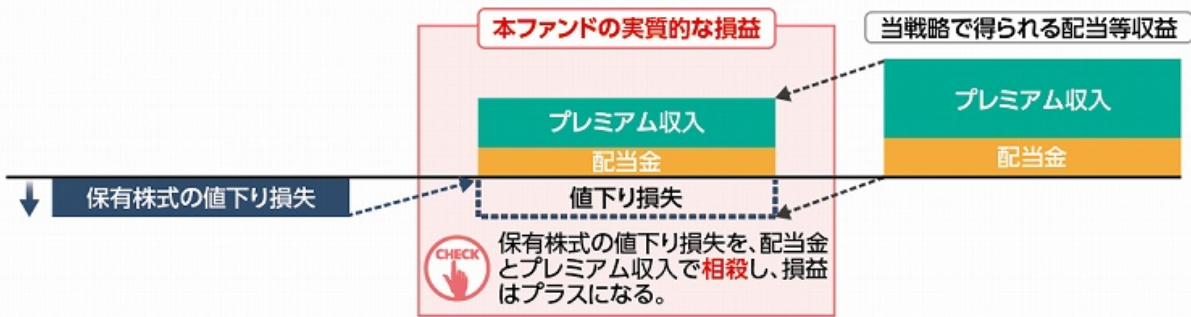 本ファンドの実質的な損益
当戦略で得られる配当等収益
プレミアム収入
配当金
プレミアム収入
配当金
保有株式の値下り損失
値下り損失
CHECK
保有株式の値下り損失を、配当金
とプレミアム収入で相殺し、損益
はプラスになる。